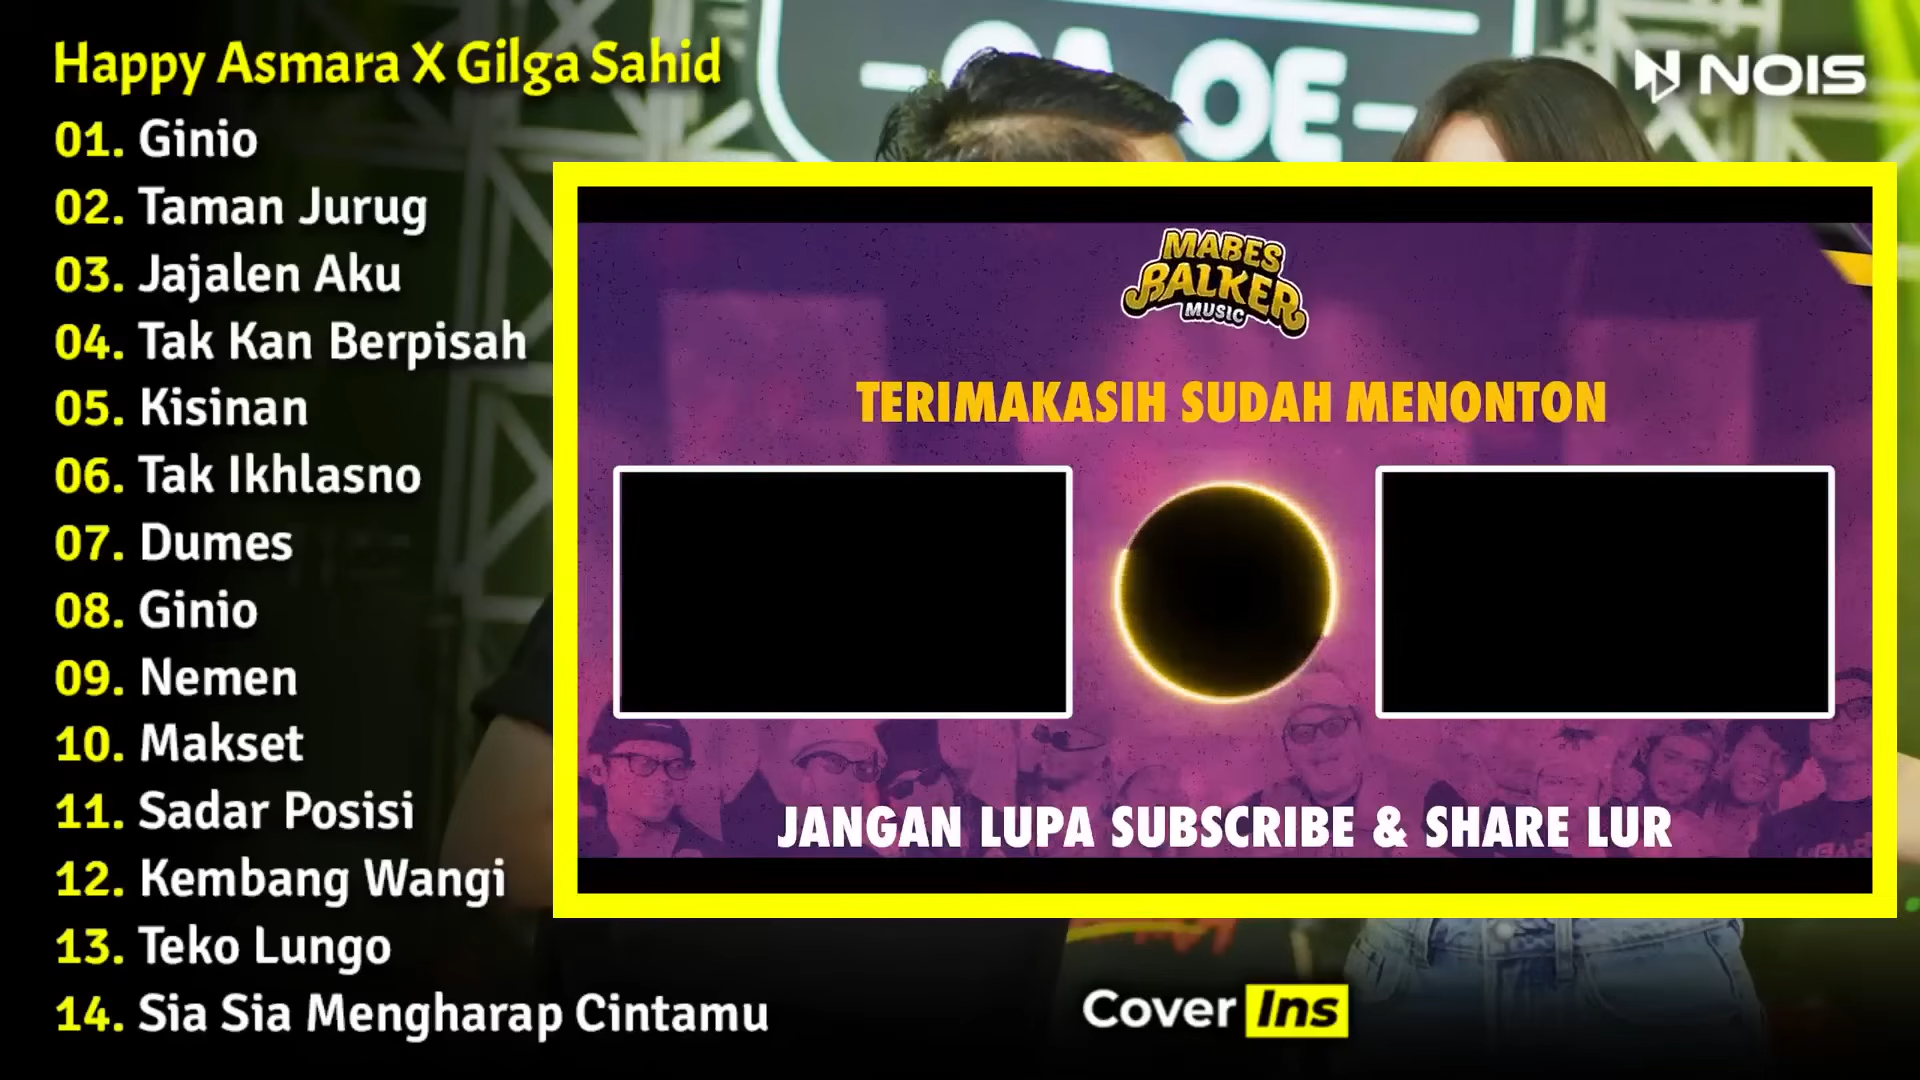 Happy Asmara X Gilga Sahid
01. Ginio
02. Taman Jurug
03. Jajalen Aku
04. Tak Kan Berpisah
05. Kisinan
06. Tak Ikhlasno
07. Dumes
08. Ginio
09. Nemen
10. Makset
11. Sadar Posisi
12. Kembang Wangi
13. Teko Lungo
14. Sia Sia Mengharap Cintamu
NOIS
MABES
BALKER
MUSIC
TERIMAKASIH SUDAH MENONTON
JANGAN LUPA SUBSCRIBE & SHARE LUR
Cover Ins